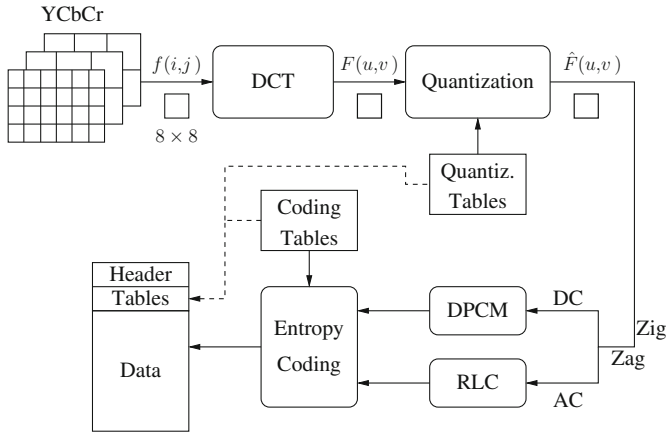 YCbCr
f(i,j)
DCT
F(u,v)
Quantization
F̂(u,v)
8 × 8
Quantiz.
Tables
Coding
Tables
Header
Tables
Data
Entropy
Coding
DPCM
DC
Zig
Zag
RLC
AC